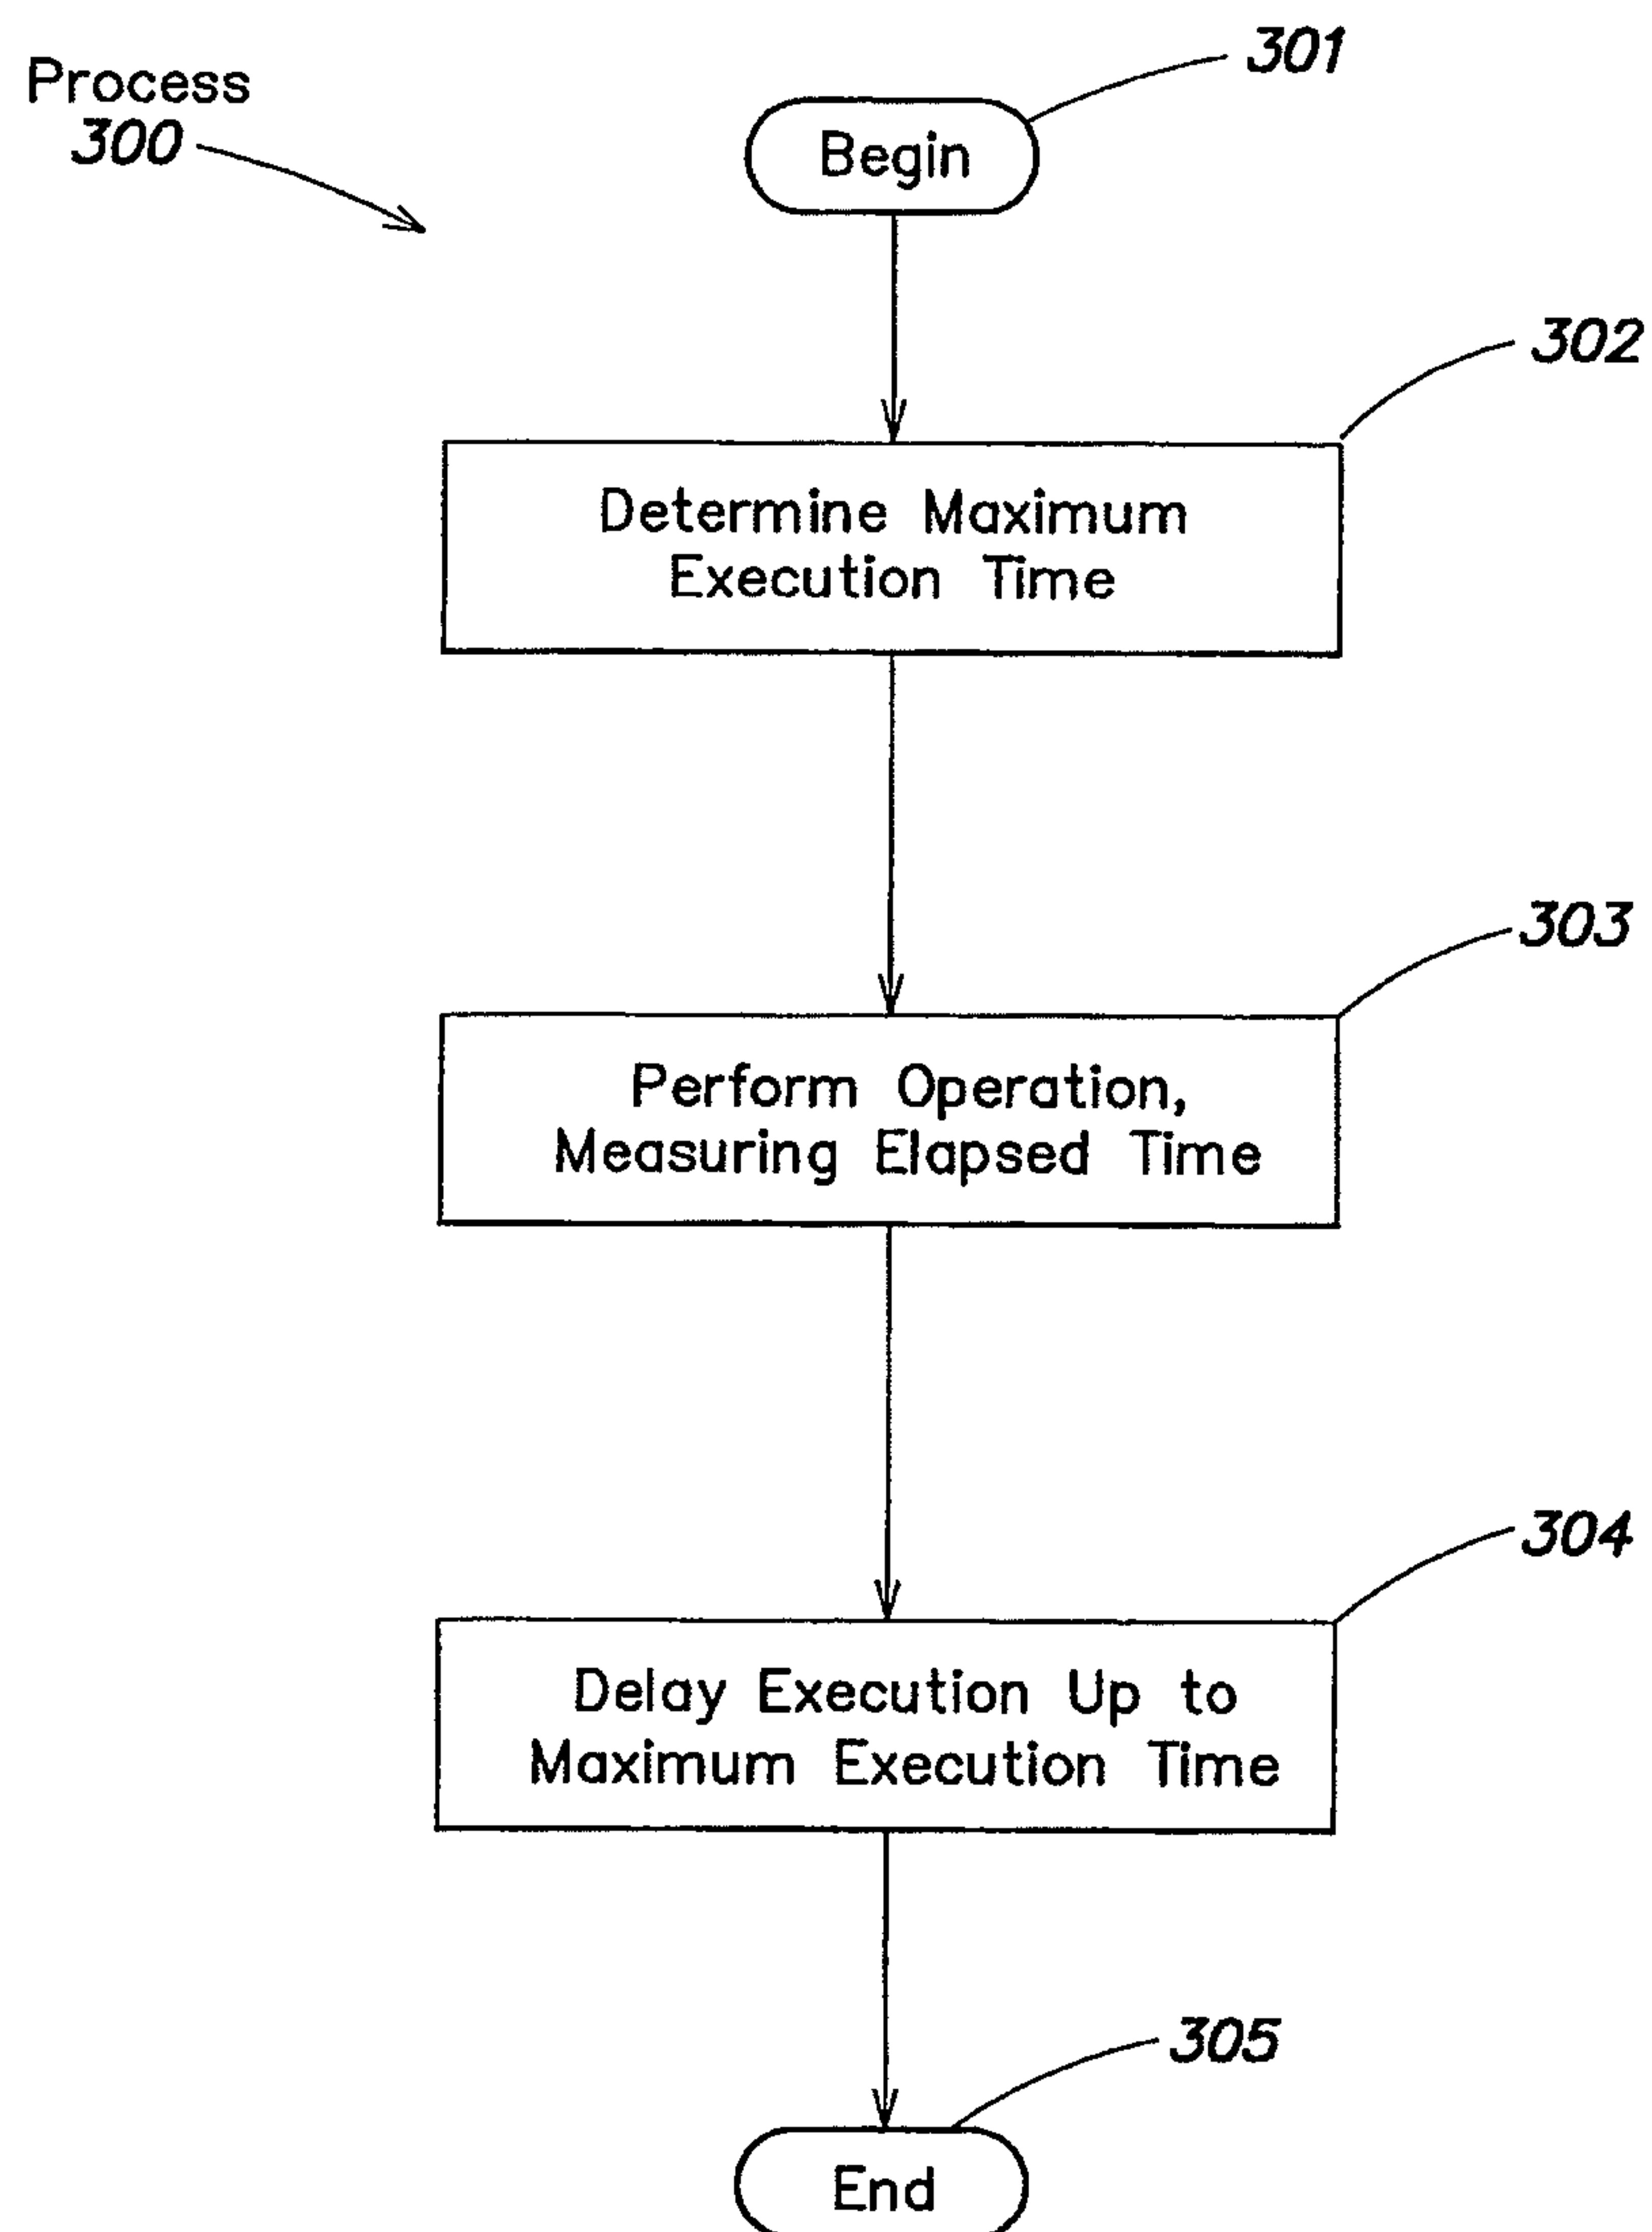 Process
300
301
Begin
302
Determine Maximum
Execution Time
303
Perform Operation,
Measuring Elapsed Time
304
Delay Execution Up to
Maximum Execution Time
305
End